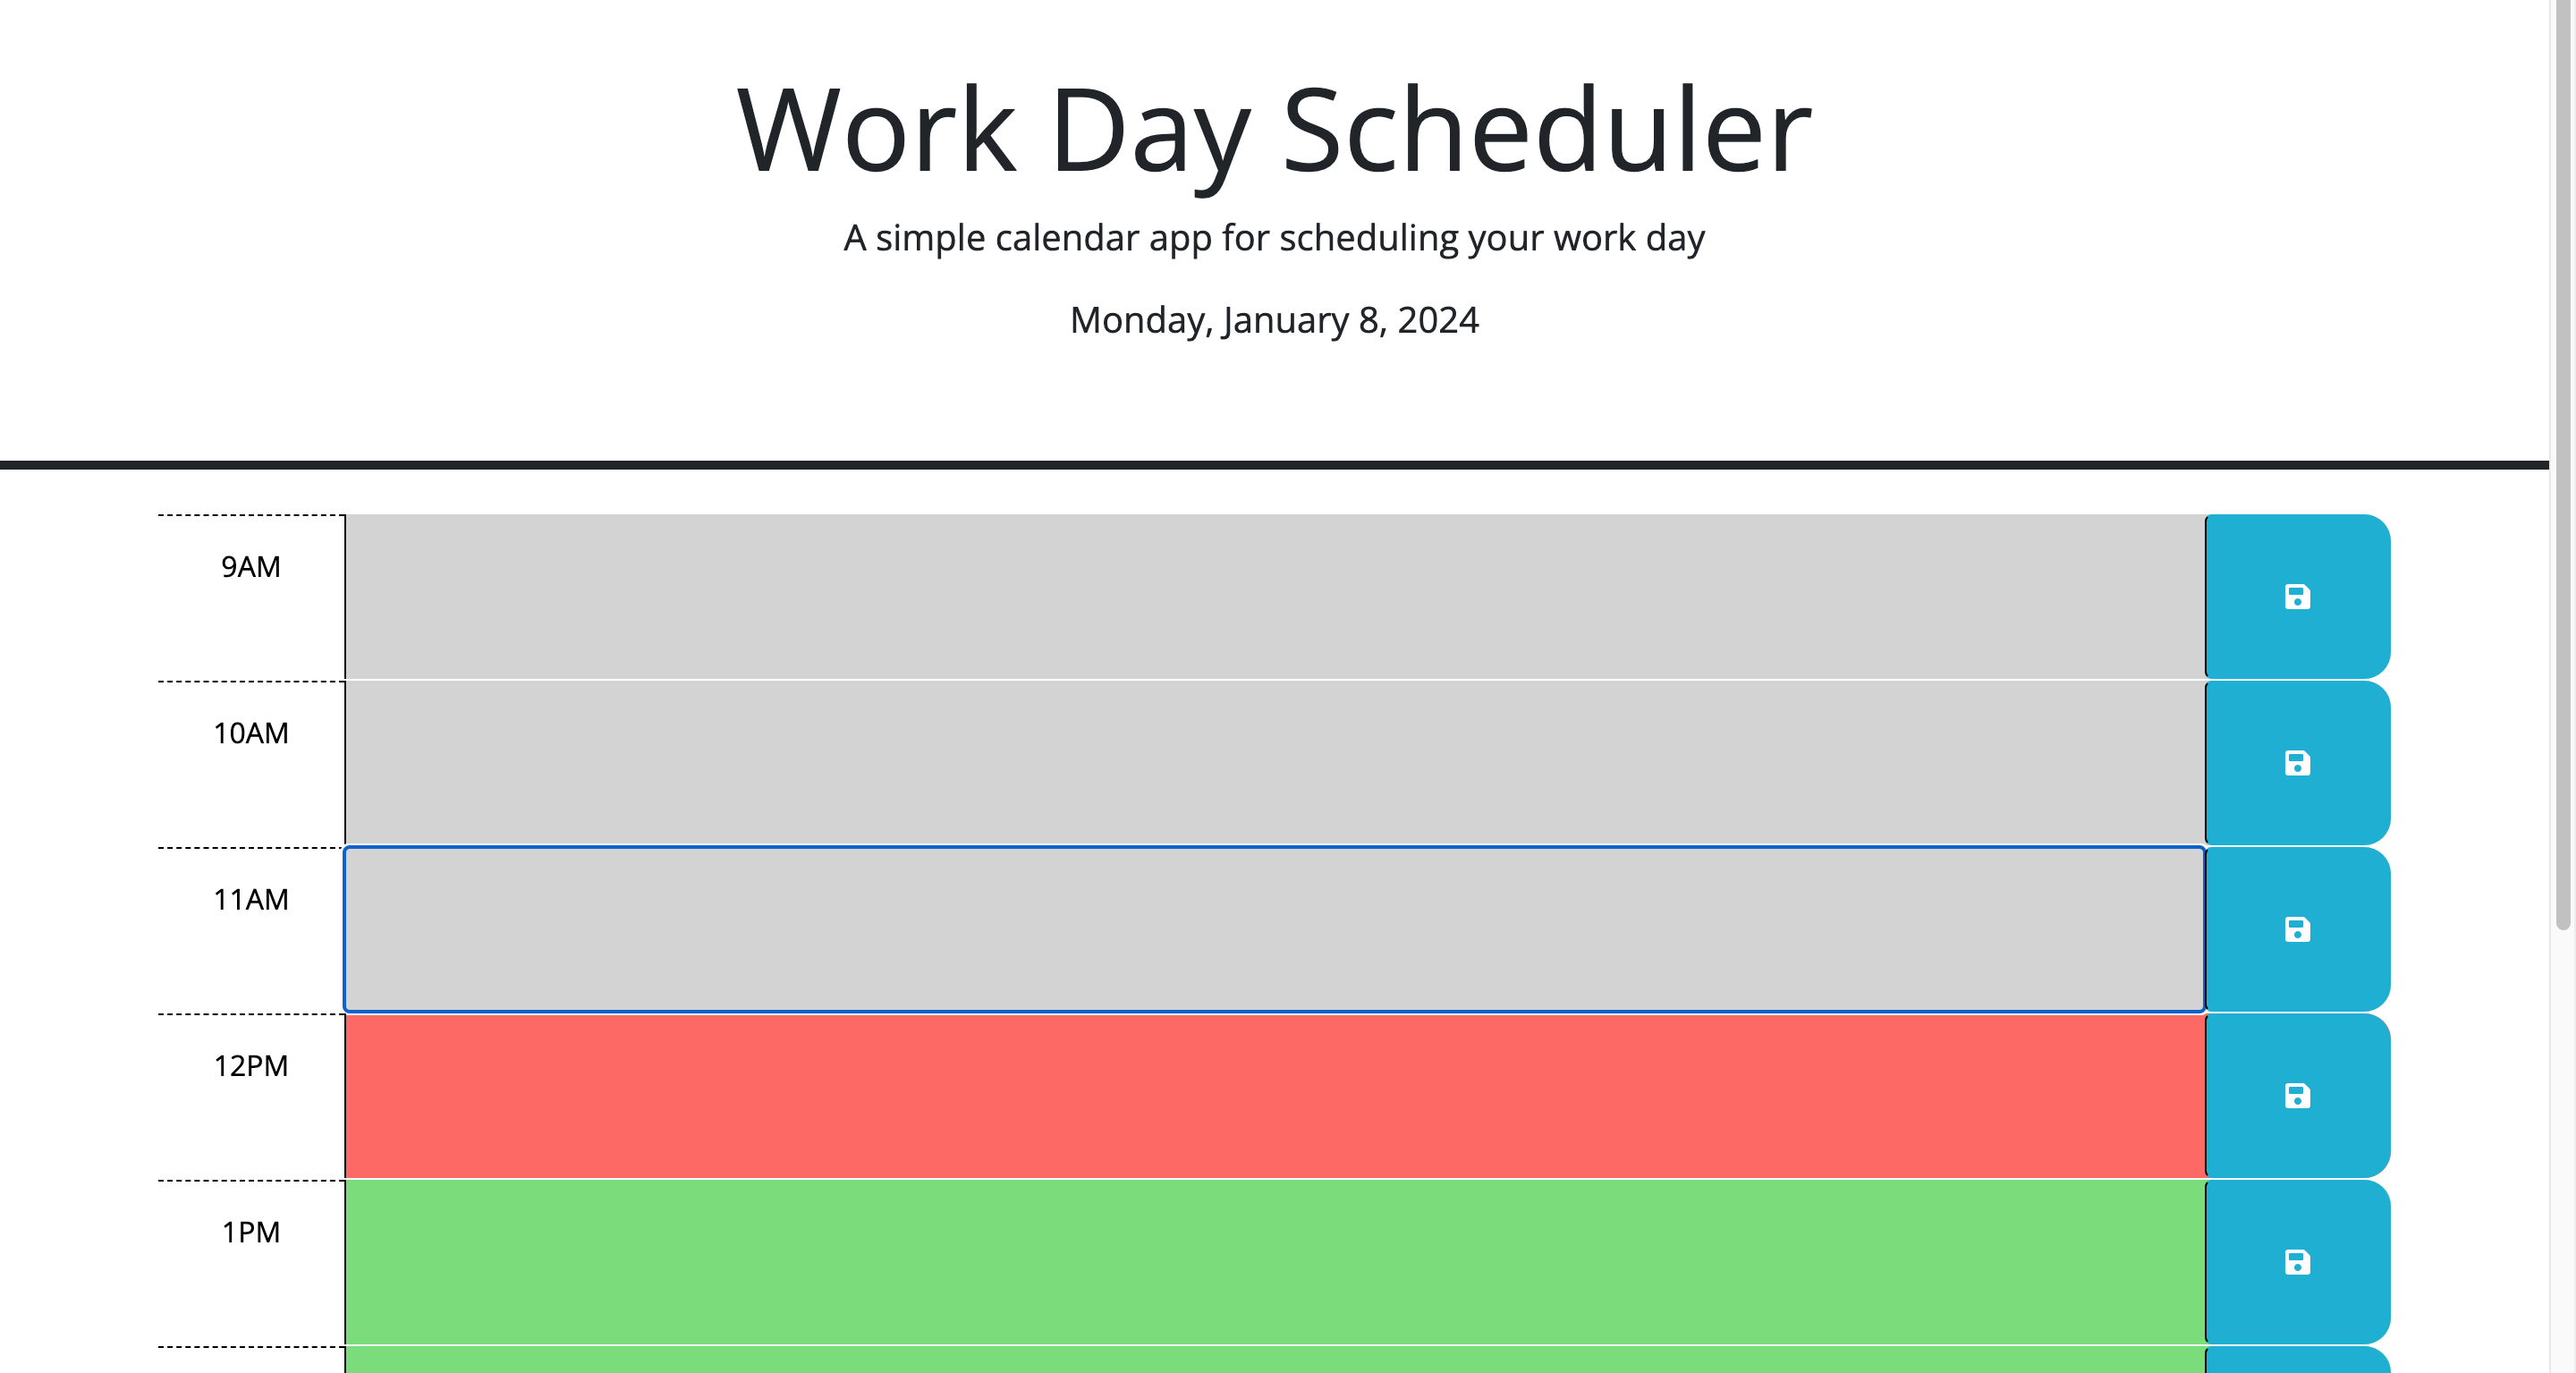 Work Day Scheduler
A simple calendar app for scheduling your work day
Monday, January 8, 2024
9AM
10AM
11AM
12PM
1PM